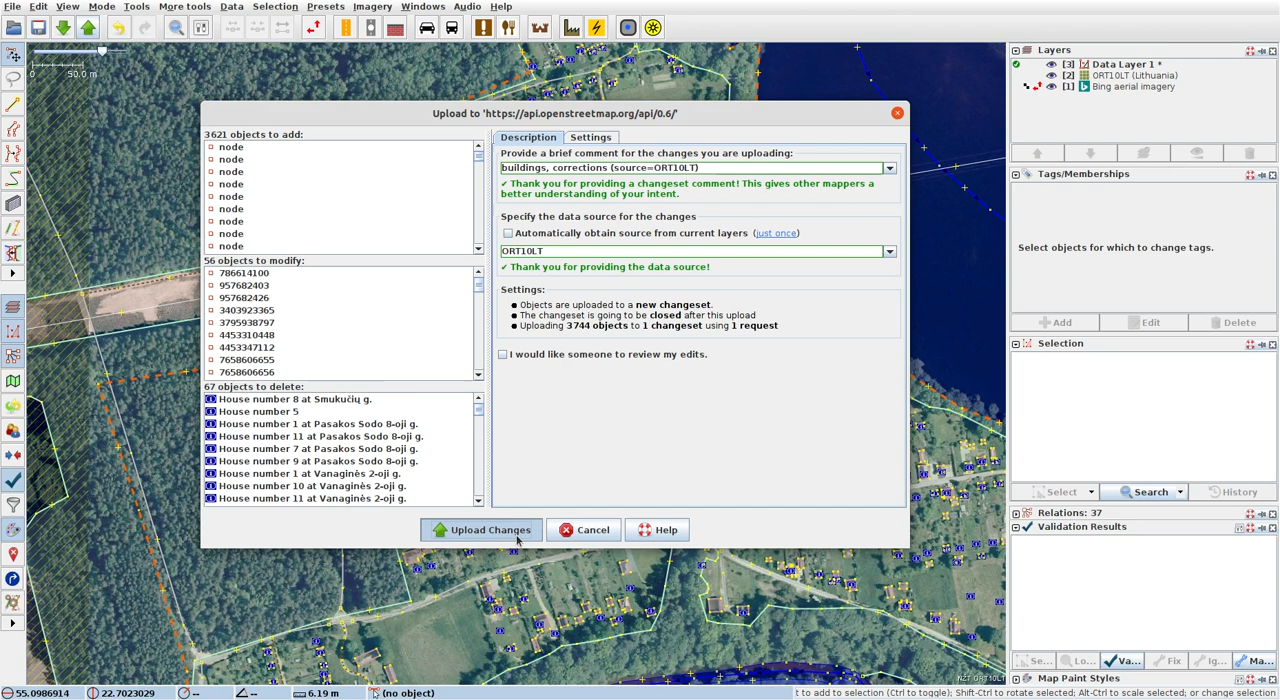 File Edit View Mode Tools More tools Data Selection Presets Imagery Windows Audio Help
0 50.0 m
Upload to 'https://api.openstreetmap.org/api/0.6/'
3621 objects to add:
node
node
node
node
node
node
node
node
node
56 objects to modify:
786614100
957682403
957682426
3403923365
3795938797
4453310448
4453347112
7658606655
7658606656
67 objects to delete:
House number 8 at Smukučių g.
House number 5
House number 1 at Pasakos Sodo 8-oji g.
House number 11 at Pasakos Sodo 8-oji g.
House number 7 at Pasakos Sodo 8-oji g.
House number 9 at Pasakos Sodo 8-oji g.
House number 1 at Vanaginės 2-oji g.
House number 10 at Vanaginės 2-oji g.
House number 11 at Vanaginės 2-oji g.
Description Settings
Provide a brief comment for the changes you are uploading:
buildings, corrections (source=ORT10LT)
✔ Thank you for providing a changeset comment! This gives other mappers a
better understanding of your intent.
Specify the data source for the changes
Automatically obtain source from current layers (just once)
ORT10LT
✔ Thank you for providing the data source!
Settings:
Objects are uploaded to a new changeset.
The changeset is going to be closed after this upload
Uploading 3744 objects to 1 changeset using 1 request
I would like someone to review my edits.
Upload Changes Cancel Help
NŽT ORT10LT
Layers
[3] Data Layer 1 *
[2] ORT10LT (Lithuania)
[1] Bing aerial imagery
Tags/Memberships
Select objects for which to change tags.
Add Edit Delete
Selection
Select Search History
Relations: 37
Validation Results
Se... Lo... Va... Fix Ig... Ma...
Map Paint Styles
55.0986914 22.7023029 -- -- 6.19 m (no object)
t to add to selection (Ctrl to toggle); Shift-Ctrl to rotate selected; Alt-Ctrl to scale selected; or change selection